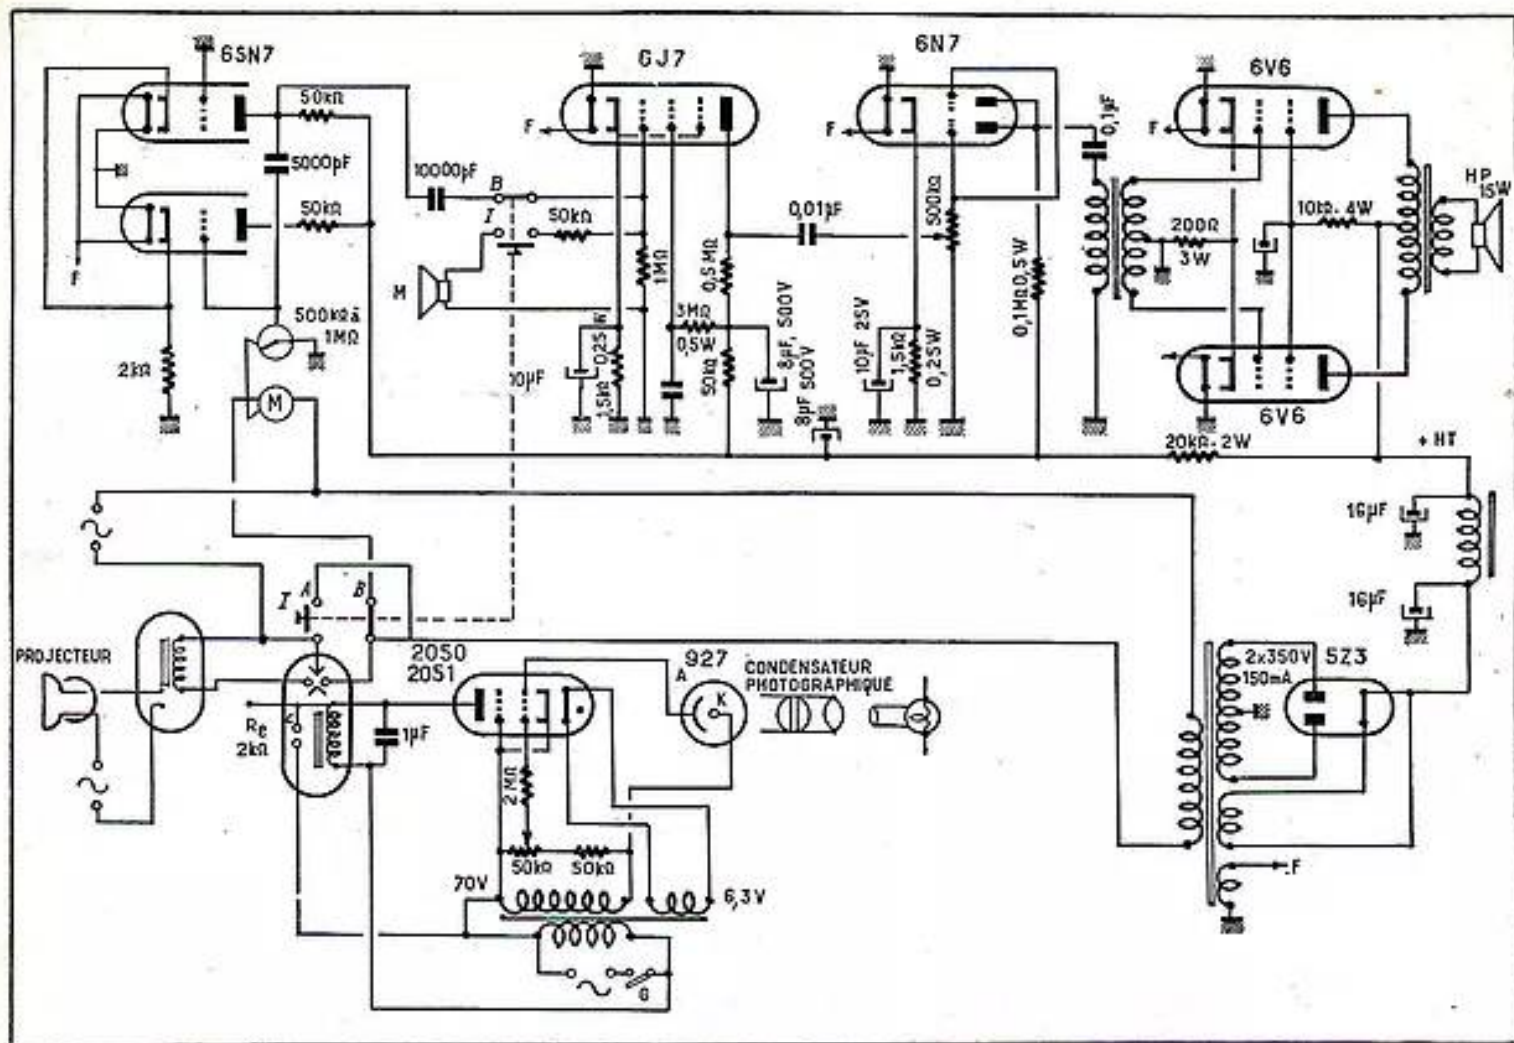 6SN7
6J7
6N7
6V6
50kΩ
5000pF
10000pF
50kΩ
F
B
I
50kΩ
M
500kΩ à
1MΩ
2kΩ
M
F
1MΩ
0,5MΩ
0,01µF
3MΩ
0,5W
10µF
1,5kΩ
50kΩ
8µF, 500V
8µF 500V
F
500kΩ
10µF 25V
1,5kΩ
0,25W
0,1MΩ 0,5W
0,1µF
F
200Ω
3W
10kΩ-4W
HP
15W
6V6
20kΩ-2W
+ HT
16µF
16µF
I
A
B
PROJECTEUR
Re
2kΩ
1µF
2050
2051
927
A
K
CONDENSATEUR
PHOTOGRAPHIQUE
2MΩ
50kΩ
50kΩ
70V
6,3V
2x350V
150mA
5Z3
F